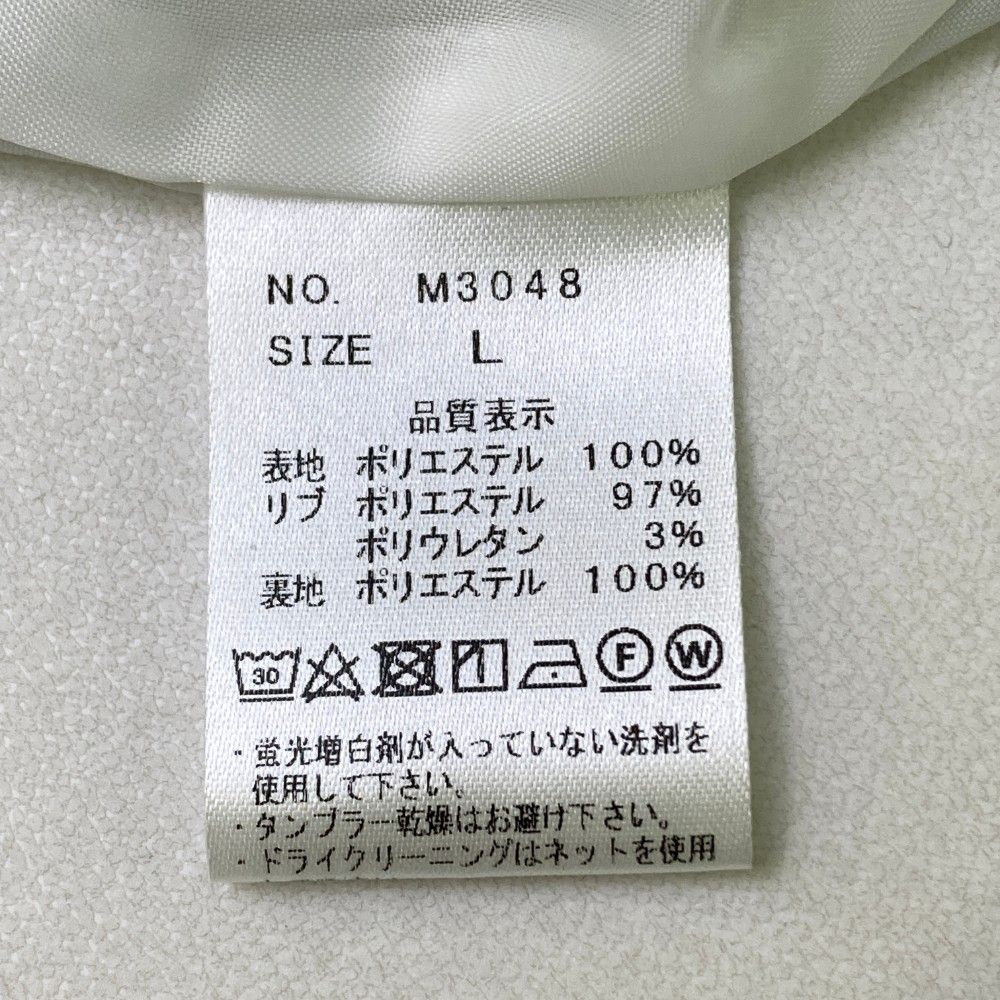 NO. M3048
SIZE L
品質表示
表地 ポリエステル 100%
リブ ポリエステル 97%
ポリウレタン 3%
裏地 ポリエステル 100%
30 F W
・蛍光増白剤が入っていない洗剤を
使用して下さい。
・タンブラー乾燥はお避け下さい。
・ドライクリーニングはネットを使用